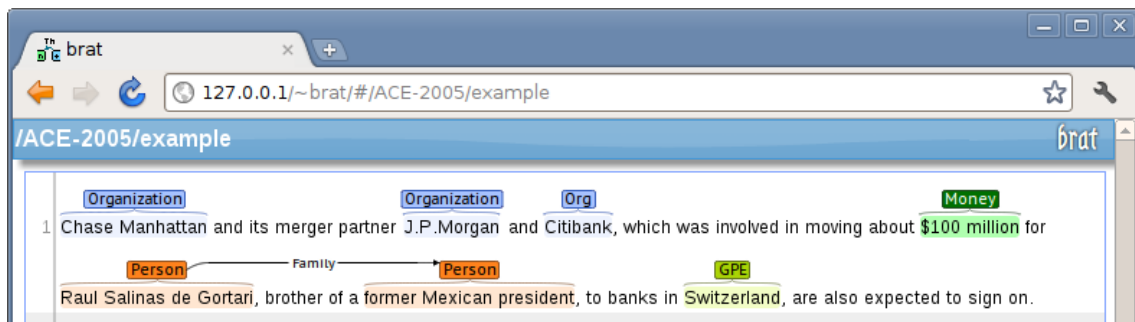 brat
127.0.0.1/~brat/#/ACE-2005/example
/ACE-2005/example brat
Organization Organization Org Money
1 Chase Manhattan and its merger partner J.P.Morgan and Citibank, which was involved in moving about $100 million for
Person Family Person GPE
Raul Salinas de Gortari, brother of a former Mexican president, to banks in Switzerland, are also expected to sign on.